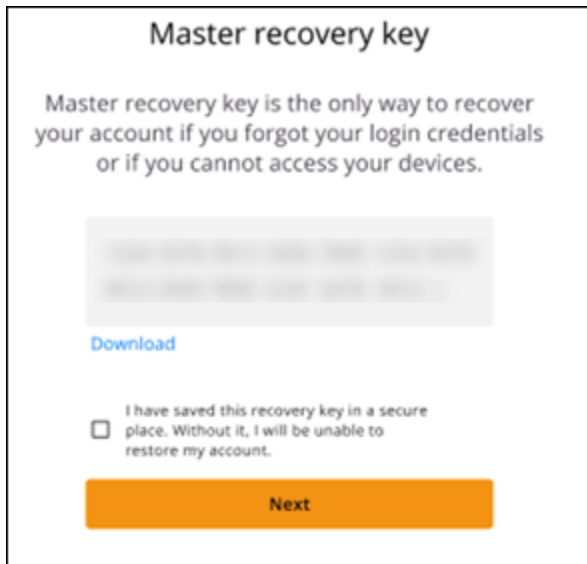 Master recovery key
Master recovery key is the only way to recover
your account if you forgot your login credentials
or if you cannot access your devices.
Download
I have saved this recovery key in a secure
place. Without it, I will be unable to
restore my account.
Next